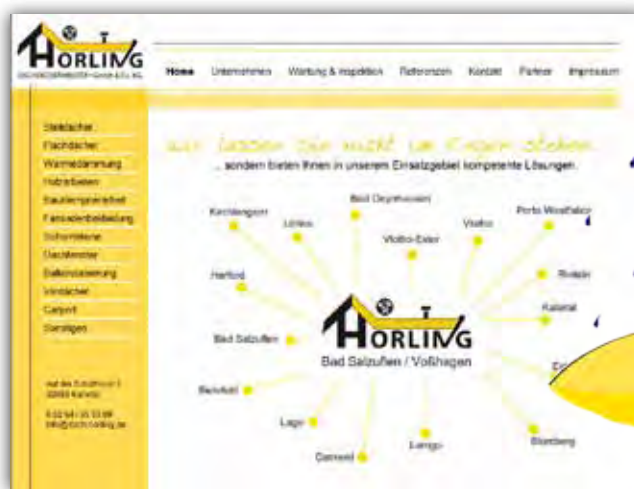 HORLING
Home Unternehmen Wartung & Inspektion Referenzen Kontakt Partner Impressum
Steildächer
Flachdächer
Wärmedämmung
Holzarbeiten
Bauklempnerarbeit
Fassadenbekleidung
Schornsteine
Dachfenster
Balkonsanierung
Vordächer
Carport
Sonstiges
wir lassen Sie nicht im Regen stehen
... sondern bieten Ihnen in unserem Einsatzgebiet kompetente Lösungen.
Kirchlengern
Löhne
Bad Oeynhausen
Vlotho-Exter
Vlotho
Porta Westfalica
Herford
Rinteln
Kalletal
HORLING
Bad Salzuflen / Voßhagen
Bad Salzuflen
Bielefeld
Lage
Detmold
Lemgo
Blomberg